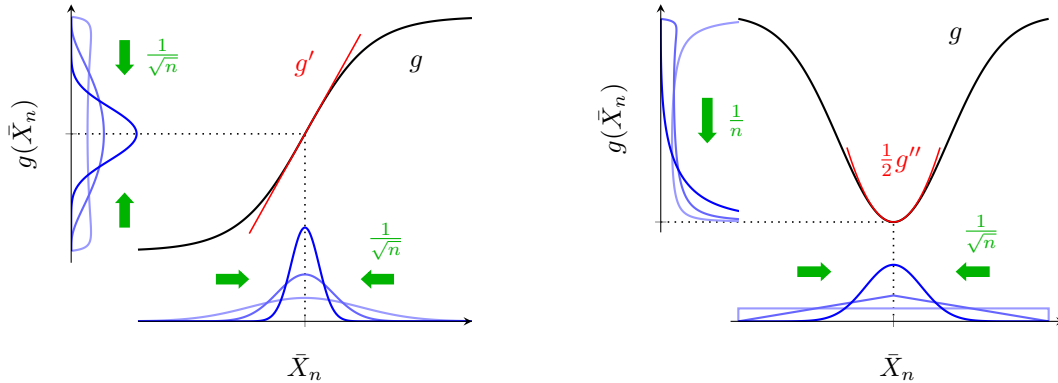 1/√n
g′
g
g(X̄ₙ)
1/√n
X̄ₙ
g
1/n
g(X̄ₙ)
½g″
1/√n
X̄ₙ